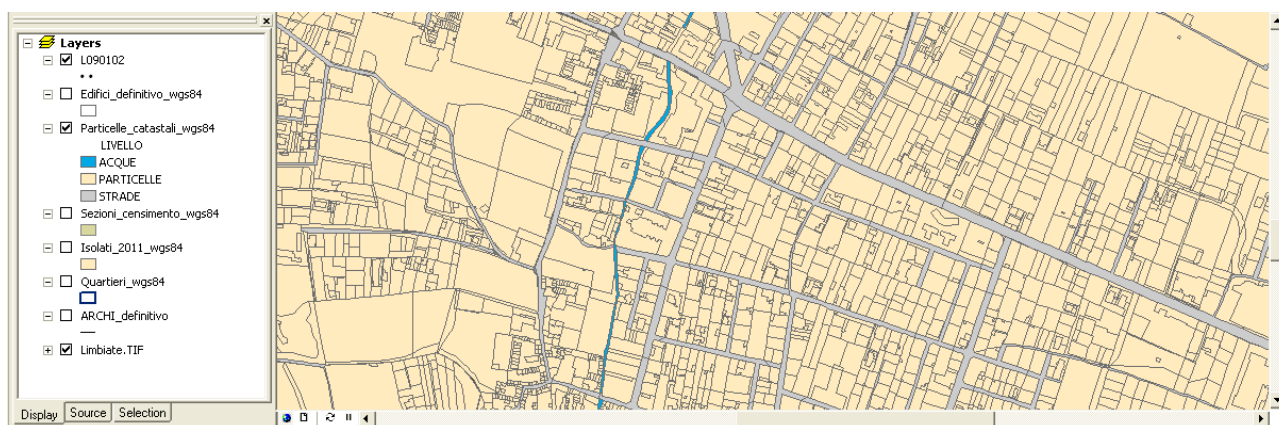 Layers
L090102
Edifici_definitivo_wgs84
Particelle_catastali_wgs84
LIVELLO
ACQUE
PARTICELLE
STRADE
Sezioni_censimento_wgs84
Isolati_2011_wgs84
Quartieri_wgs84
ARCHI_definitivo
Limbiate.TIF
Display Source Selection